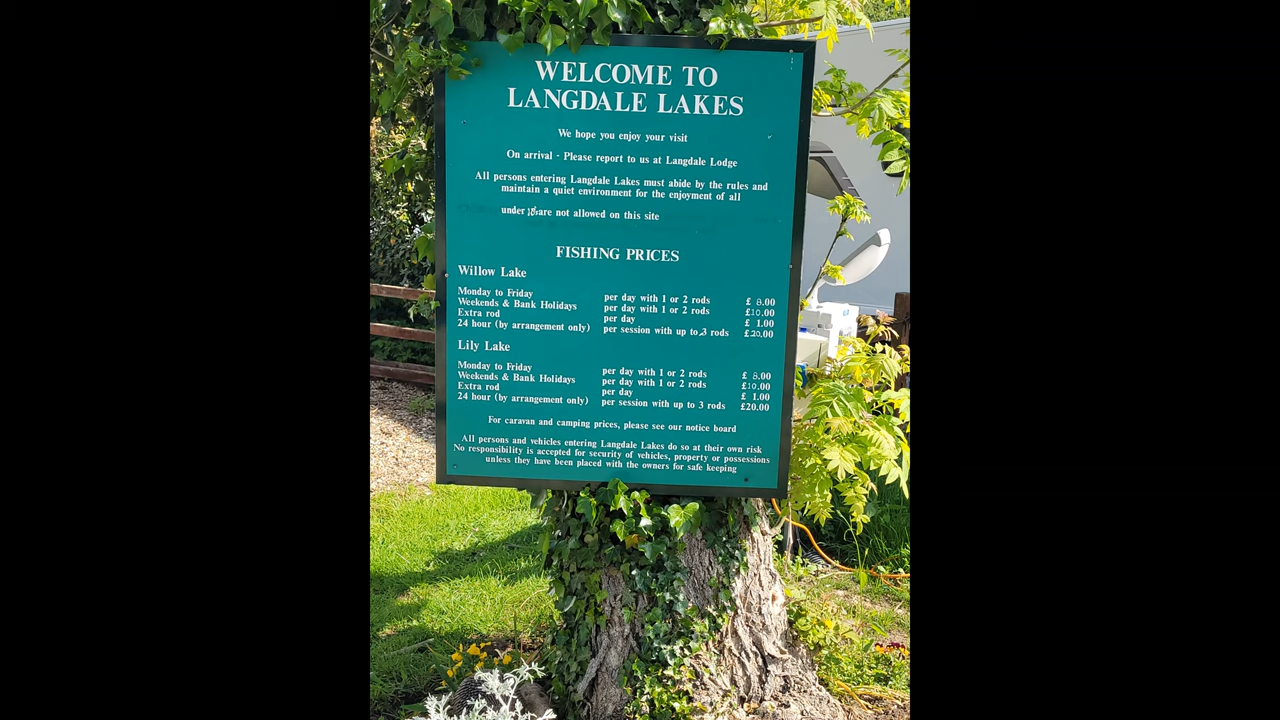 WELCOME TO
LANGDALE LAKES
We hope you enjoy your visit
On arrival - Please report to us at Langdale Lodge
All persons entering Langdale Lakes must abide by the rules and
maintain a quiet environment for the enjoyment of all
under 18s are not allowed on this site
FISHING PRICES
Willow Lake
Monday to Friday per day with 1 or 2 rods £ 8.00
Weekends & Bank Holidays per day with 1 or 2 rods £10.00
Extra rod per day £ 1.00
24 hour (by arrangement only) per session with up to 3 rods £20.00
Lily Lake
Monday to Friday per day with 1 or 2 rods £ 8.00
Weekends & Bank Holidays per day with 1 or 2 rods £10.00
Extra rod per day £ 1.00
24 hour (by arrangement only) per session with up to 3 rods £20.00
For caravan and camping prices, please see our notice board
All persons and vehicles entering Langdale Lakes do so at their own risk
No responsibility is accepted for security of vehicles, property or possessions
unless they have been placed with the owners for safe keeping